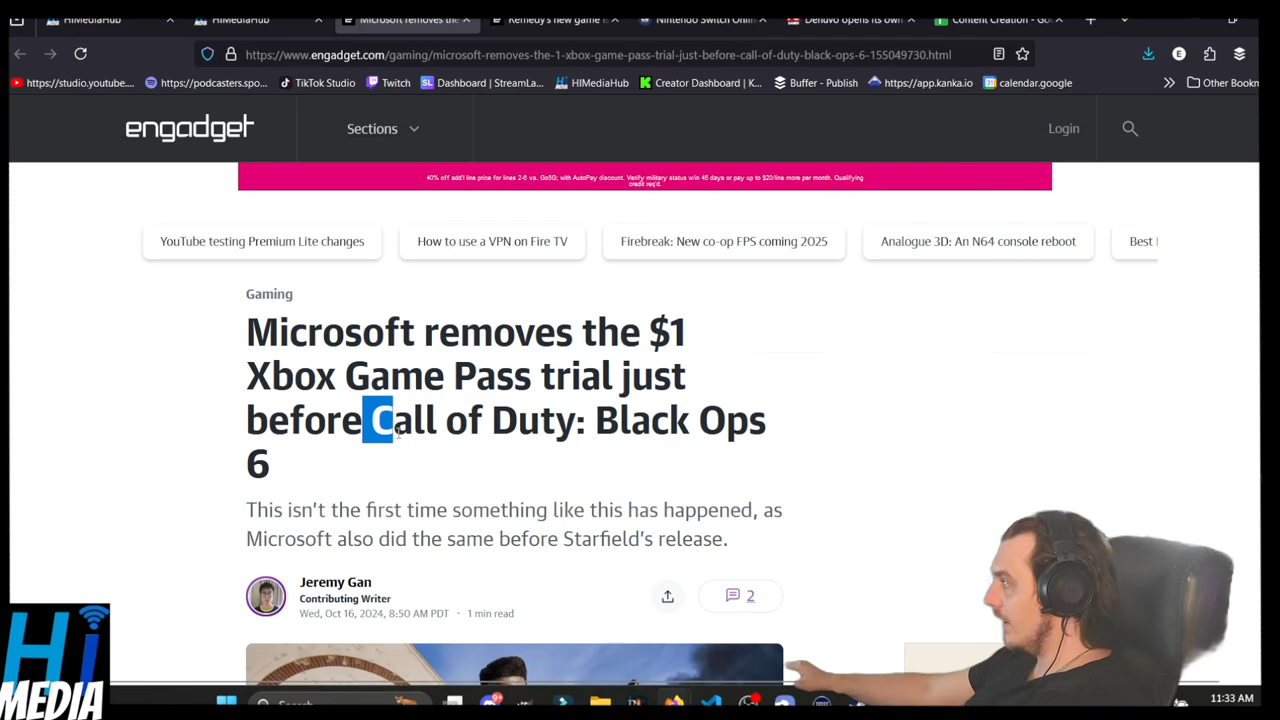 HiMediaHub
HiMediaHub
Microsoft removes the
Remedy's new game is
Nintendo Switch Onli
Denuvo opens its own
Content Creation - Go
https://www.engadget.com/gaming/microsoft-removes-the-1-xbox-game-pass-trial-just-before-call-of-duty-black-ops-6-155049730.html
https://studio.youtube....
https://podcasters.spo...
TikTok Studio
Twitch
Dashboard | StreamLa...
HIMediaHub
Creator Dashboard | K...
Buffer - Publish
https://app.kanka.io
calendar.google
Other Bookm
engadget
Sections
Login
40% off add'l line price for lines 2-6 vs. Go5G; with AutoPay discount. Verify military status win 45 days or pay up to $20/line more per month. Qualifying
credit req'd.
YouTube testing Premium Lite changes
How to use a VPN on Fire TV
Firebreak: New co-op FPS coming 2025
Analogue 3D: An N64 console reboot
Best
Gaming
Microsoft removes the $1
Xbox Game Pass trial just
before Call of Duty: Black Ops
6
This isn't the first time something like this has happened, as
Microsoft also did the same before Starfield's release.
Jeremy Gan
Contributing Writer
Wed, Oct 16, 2024, 8:50 AM PDT · 1 min read
2
Hi
MEDIA
Search
9+
11:33 AM